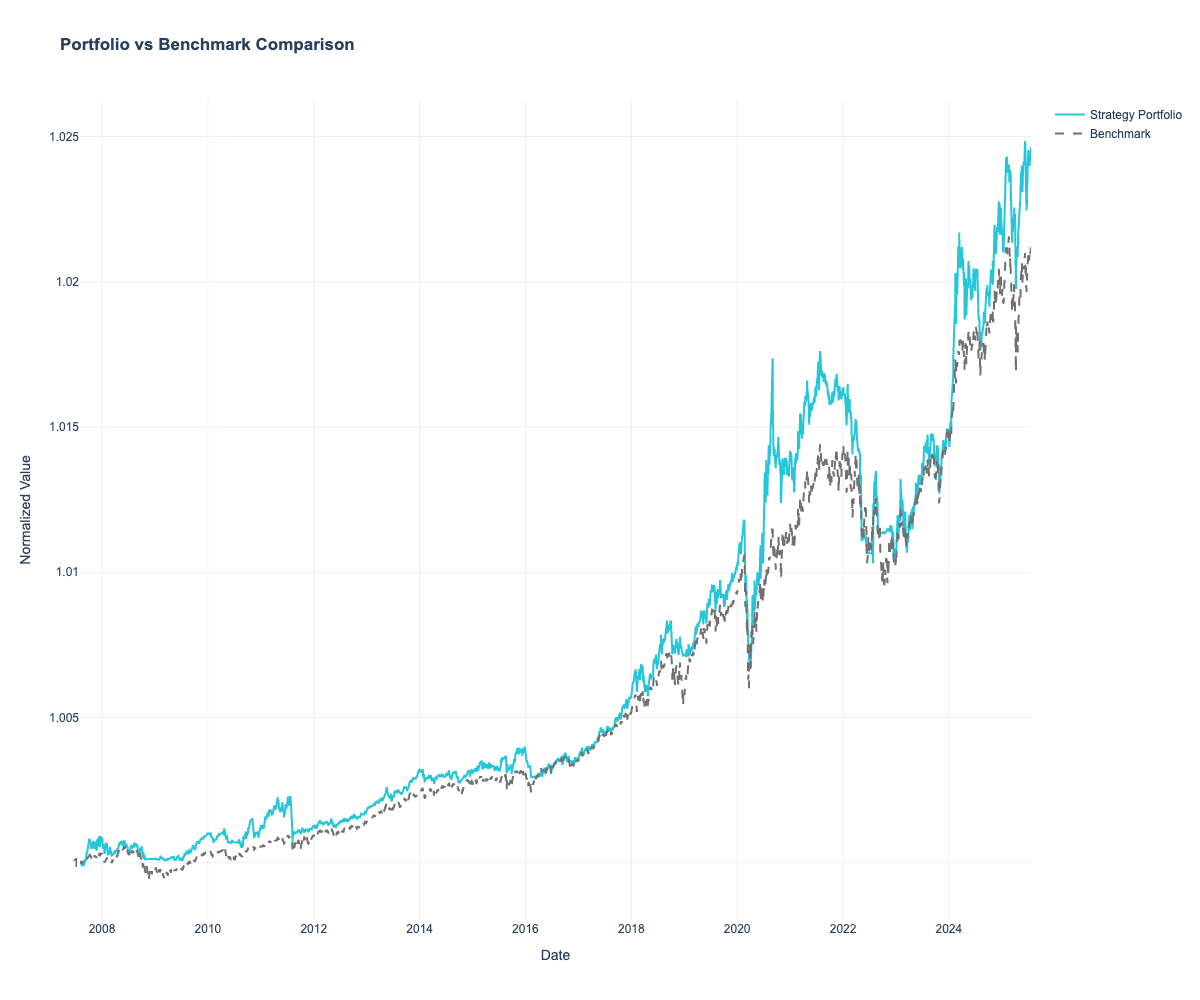 Portfolio vs Benchmark Comparison
Strategy Portfolio
Benchmark
1.025
1.02
1.015
1.01
1.005
1
Normalized Value
2008 2010 2012 2014 2016 2018 2020 2022 2024
Date